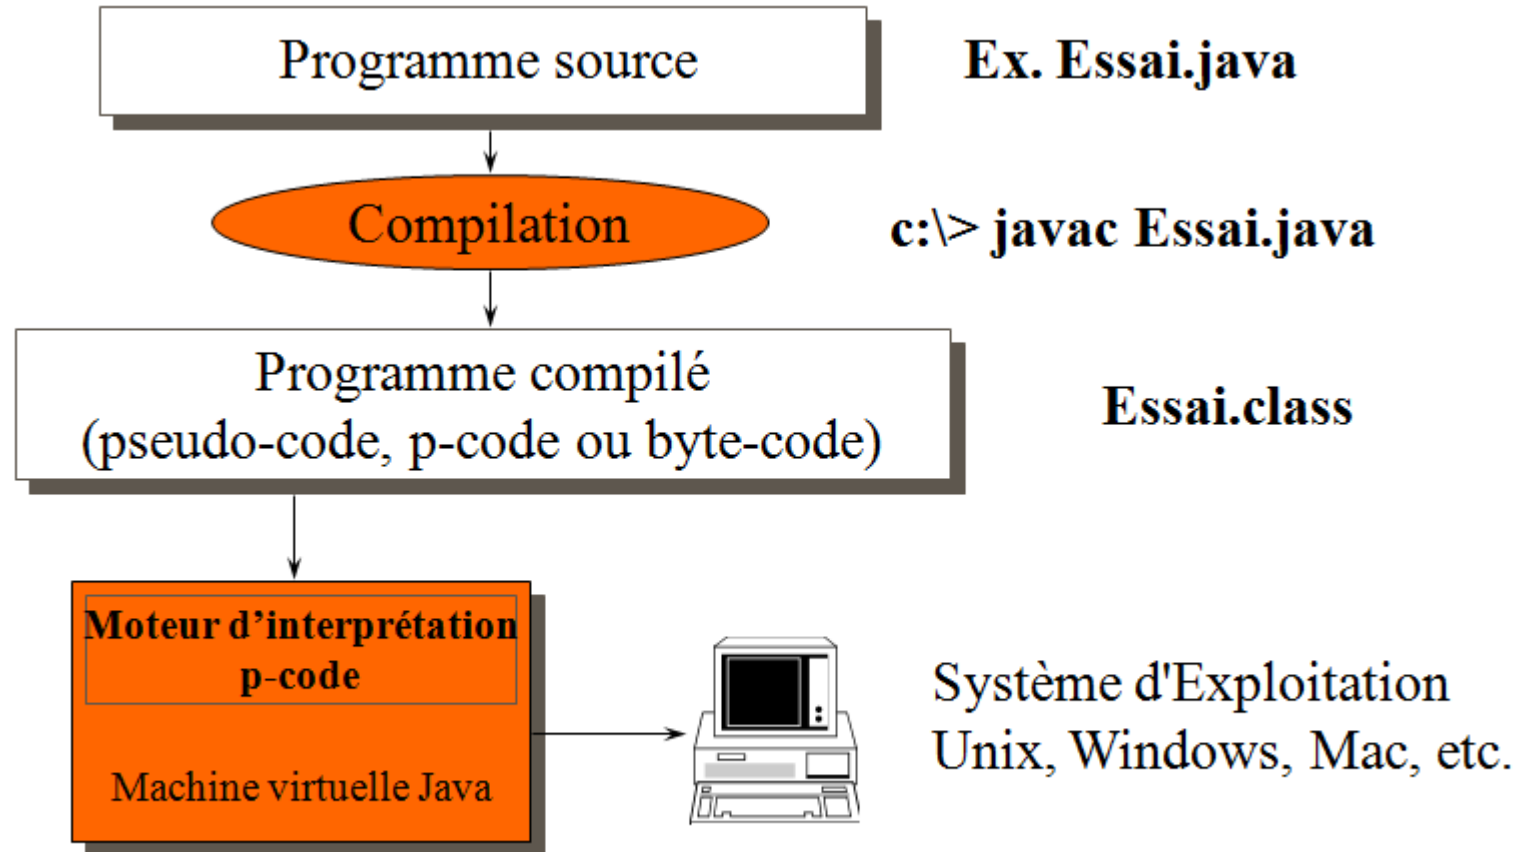 Programme source
Ex. Essai.java
Compilation
c:\> javac Essai.java
Programme compilé
(pseudo-code, p-code ou byte-code)
Essai.class
Moteur d’interprétation
p-code
Machine virtuelle Java
Système d'Exploitation
Unix, Windows, Mac, etc.